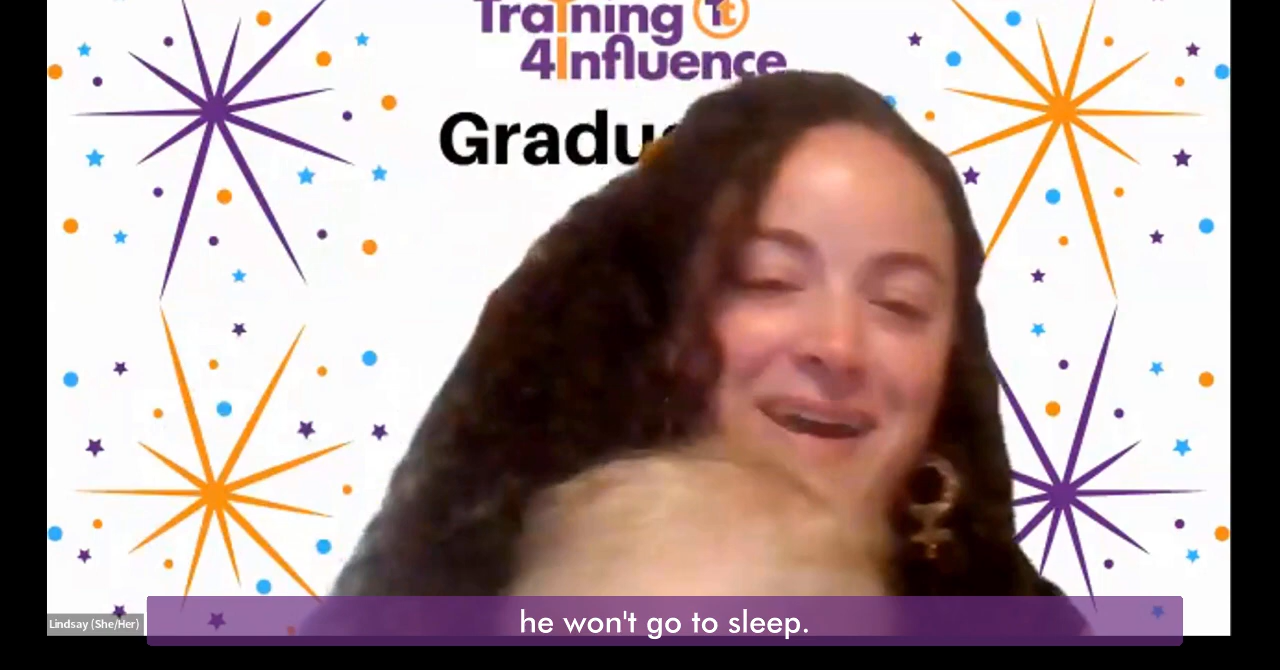 Training
4Influence
Lindsay (She/Her)
he won't go to sleep.